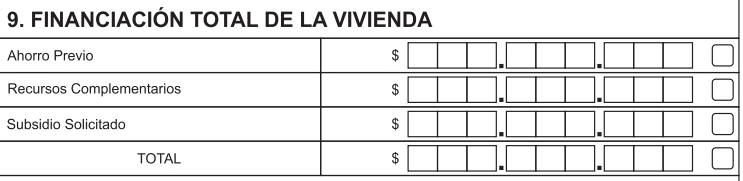 9. FINANCIACIÓN TOTAL DE LA VIVIENDA
Ahorro Previo $ . .
Recursos Complementarios $ . .
Subsidio Solicitado $ . .
TOTAL $ . .